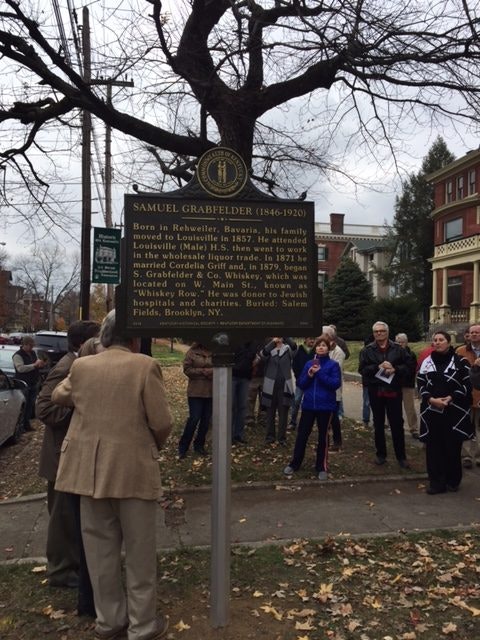 SAMUEL GRABFELDER (1846-1920)
Born in Rehweiler, Bavaria, his family
moved to Louisville in 1857. He attended
Louisville (Male) H.S. then went to work
in the wholesale liquor trade. In 1871 he
married Cordelia Griff and, in 1879, began
S. Grabfelder & Co. Whiskey, which was
located on W. Main St., known as
"Whiskey Row." He was donor to Jewish
hospitals and charities. Buried: Salem
Fields, Brooklyn, NY.
KENTUCKY HISTORICAL SOCIETY KENTUCKY DEPARTMENT OF HIGHWAYS
Historic